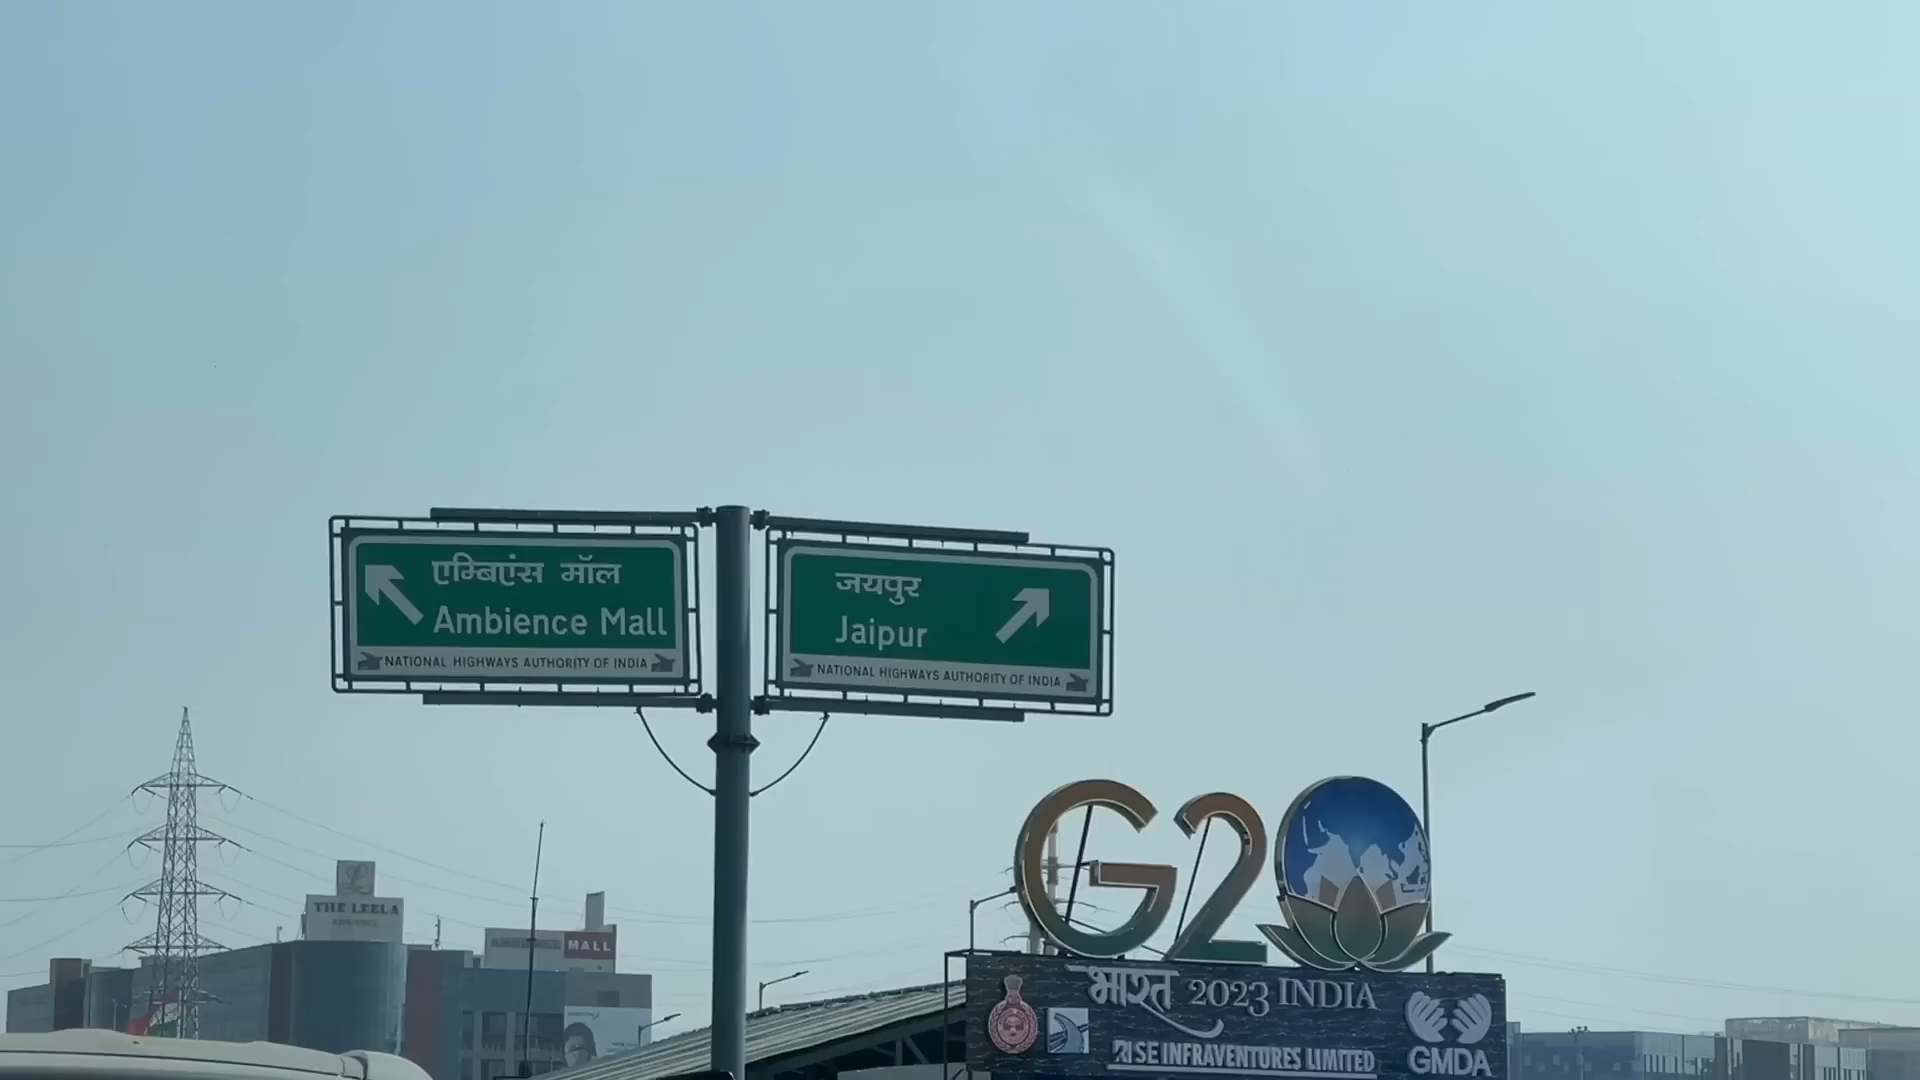 एम्बिएंस मॉल
Ambience Mall
NATIONAL HIGHWAYS AUTHORITY OF INDIA
जयपुर
Jaipur
NATIONAL HIGHWAYS AUTHORITY OF INDIA
THE LEELA
MALL
G20
भारत 2023 INDIA
RISE INFRAVENTURES LIMITED
GMDA